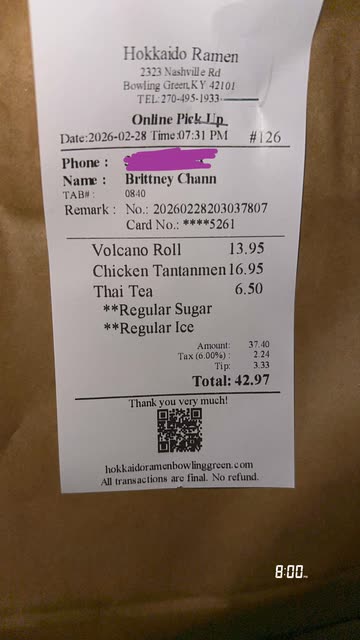 Hokkaido Ramen
2323 Nashville Rd
Bowling Green,KY 42101
TEL: 270-495-1933
Online Pick Up
Date:2026-02-28 Time:07:31 PM #126
Phone :
Name : Brittney Chann
TAB# : 0840
Remark : No.: 20260228203037807
Card No.: ****5261
Volcano Roll 13.95
Chicken Tantanmen 16.95
Thai Tea 6.50
**Regular Sugar
**Regular Ice
Amount: 37.40
Tax (6.00%) : 2.24
Tip: 3.33
Total: 42.97
Thank you very much!
hokkaidoramenbowlinggreen.com
All transactions are final. No refund.
8:00